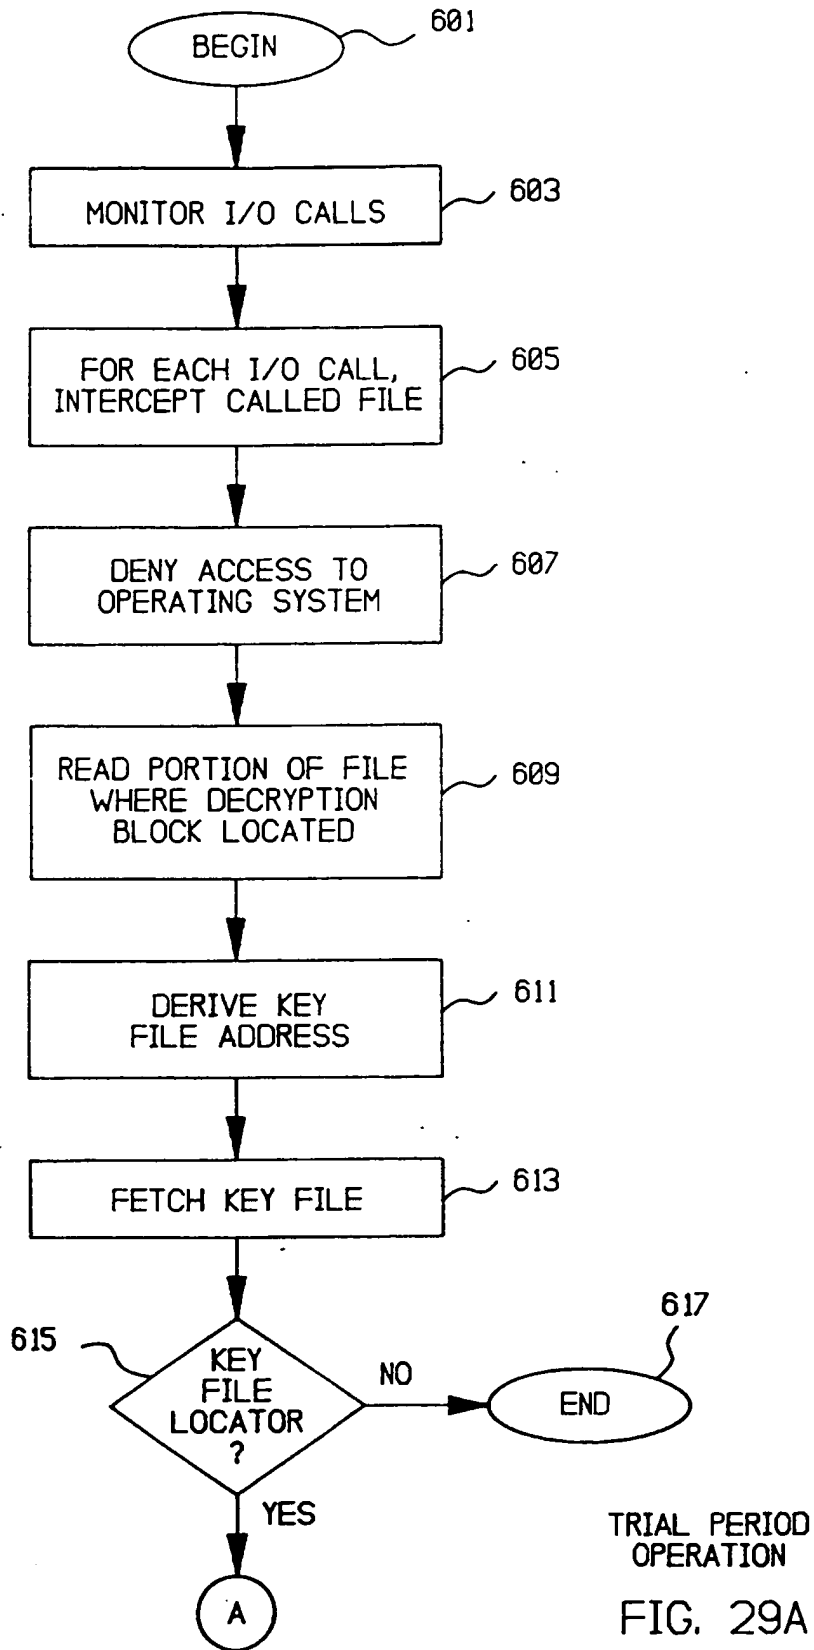 BEGIN
601
MONITOR I/O CALLS
603
FOR EACH I/O CALL,
INTERCEPT CALLED FILE
605
DENY ACCESS TO
OPERATING SYSTEM
607
READ PORTION OF FILE
WHERE DECRYPTION
BLOCK LOCATED
609
DERIVE KEY
FILE ADDRESS
611
FETCH KEY FILE
613
615
KEY
FILE
LOCATOR
?
NO
617
END
YES
A
TRIAL PERIOD
OPERATION
FIG. 29A